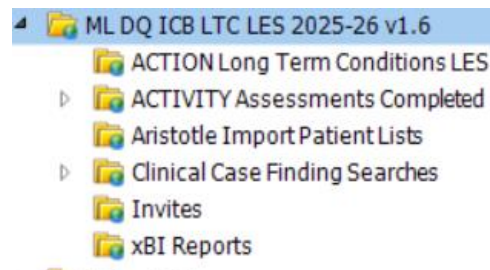 ML DQ ICB LTC LES 2025-26 v1.6
ACTION Long Term Conditions LES
ACTIVITY Assessments Completed
Aristotle Import Patient Lists
Clinical Case Finding Searches
Invites
xBI Reports